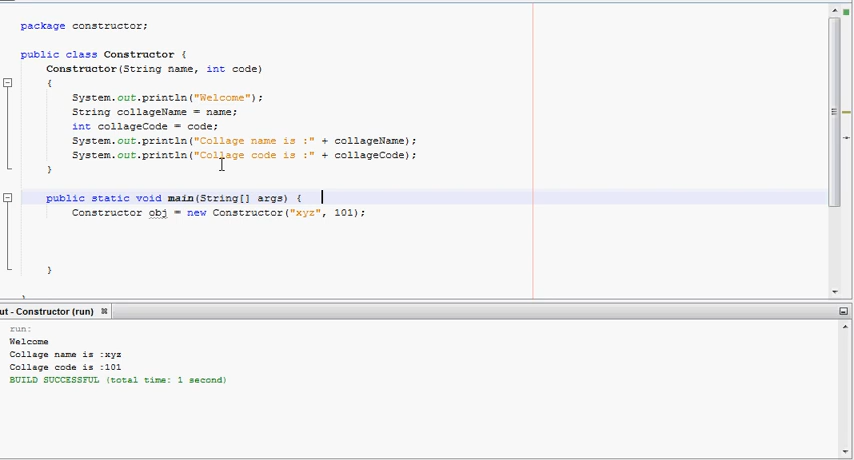 package constructor;
public class Constructor {
Constructor(String name, int code)
{
System.out.println("Welcome");
String collageName = name;
int collageCode = code;
System.out.println("Collage name is :" + collageName);
System.out.println("Collage code is :" + collageCode);
}
public static void main(String[] args) {
Constructor obj = new Constructor("xyz", 101);
}
}
ut - Constructor (run)
run:
Welcome
Collage name is :xyz
Collage code is :101
BUILD SUCCESSFUL (total time: 1 second)